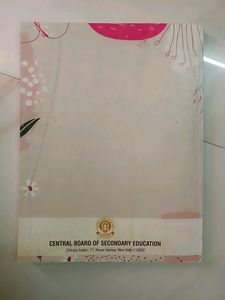 CENTRAL BOARD OF SECONDARY EDUCATION
Shiksha Sadan, 17, Rouse Avenue, New Delhi-110002